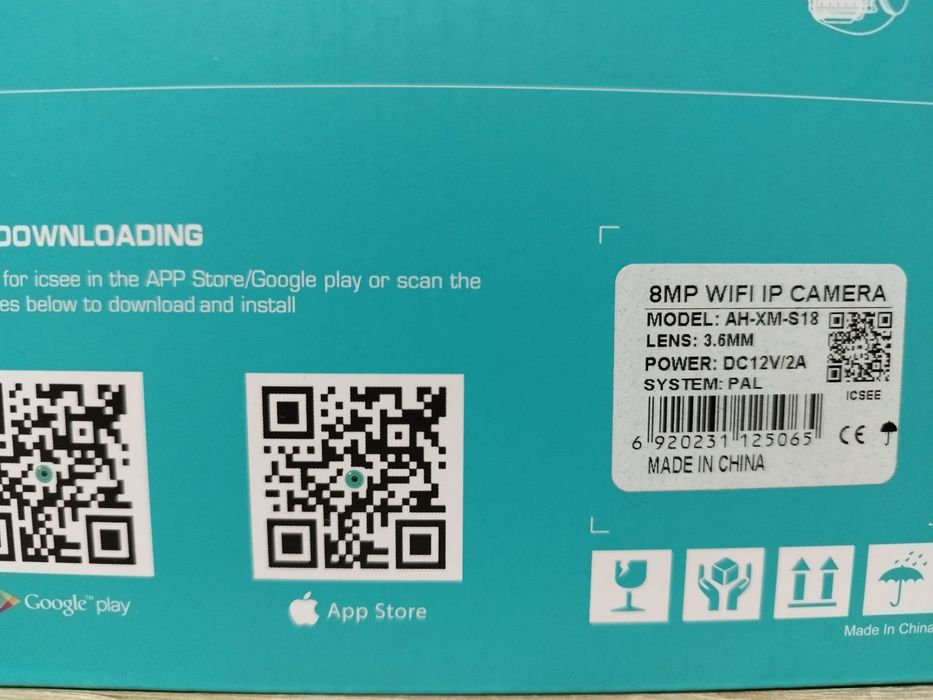 DOWNLOADING
for icsee in the APP Store/Google play or scan the
es below to download and install
8MP WIFI IP CAMERA
MODEL: AH-XM-S18
LENS: 3.6MM
POWER: DC12V/2A
SYSTEM: PAL
ICSEE
6 920231 125065
CE
MADE IN CHINA
Google™ play
App Store
Made In China